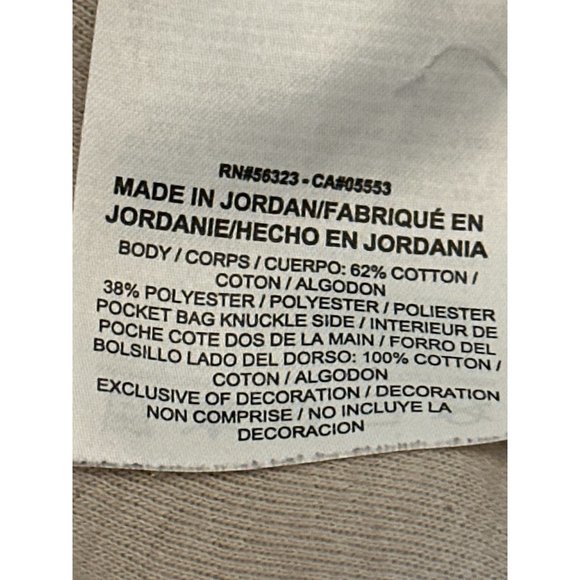 RN#56323 - CA#05553
MADE IN JORDAN/FABRIQUÉ EN
JORDANIE/HECHO EN JORDANIA
BODY / CORPS / CUERPO: 62% COTTON /
COTON / ALGODON
38% POLYESTER / POLYESTER / POLIESTER
POCKET BAG KNUCKLE SIDE / INTERIEUR DE
POCHE COTE DOS DE LA MAIN / FORRO DEL
BOLSILLO LADO DEL DORSO: 100% COTTON /
COTON / ALGODON
EXCLUSIVE OF DECORATION / DECORATION
NON COMPRISE / NO INCLUYE LA
DECORACION